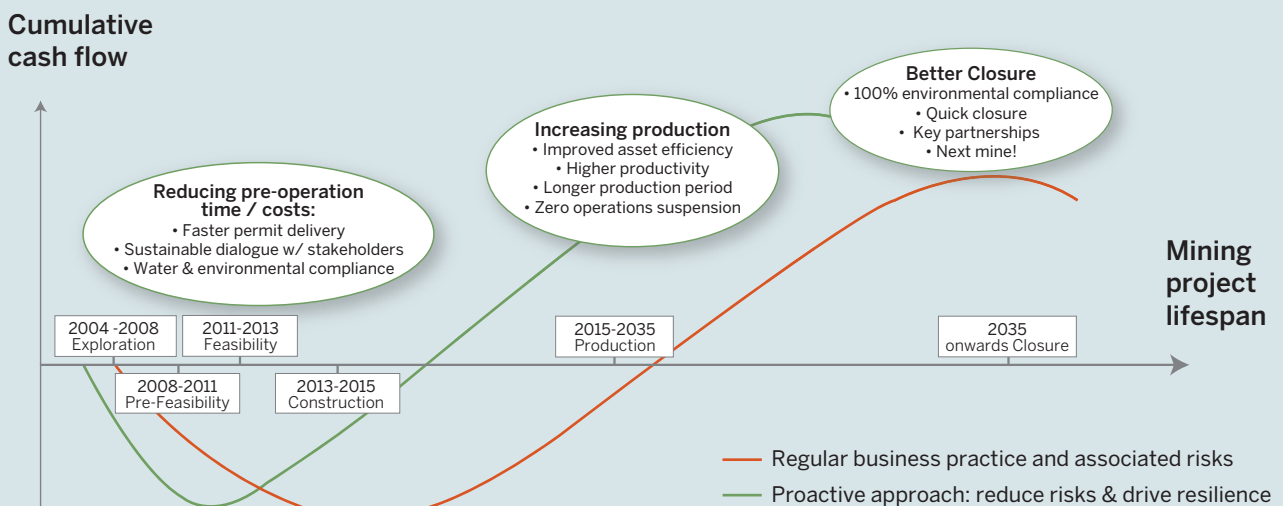 Cumulative
cash flow
Better Closure
• 100% environmental compliance
• Quick closure
• Key partnerships
• Next mine!
Increasing production
• Improved asset efficiency
• Higher productivity
• Longer production period
• Zero operations suspension
Reducing pre-operation
time / costs:
• Faster permit delivery
• Sustainable dialogue w/ stakeholders
• Water & environmental compliance
Mining
project
lifespan
2004 -2008
Exploration
2011-2013
Feasibility
2015-2035
Production
2035
onwards Closure
2008-2011
Pre-Feasibility
2013-2015
Construction
Regular business practice and associated risks
Proactive approach: reduce risks & drive resilience